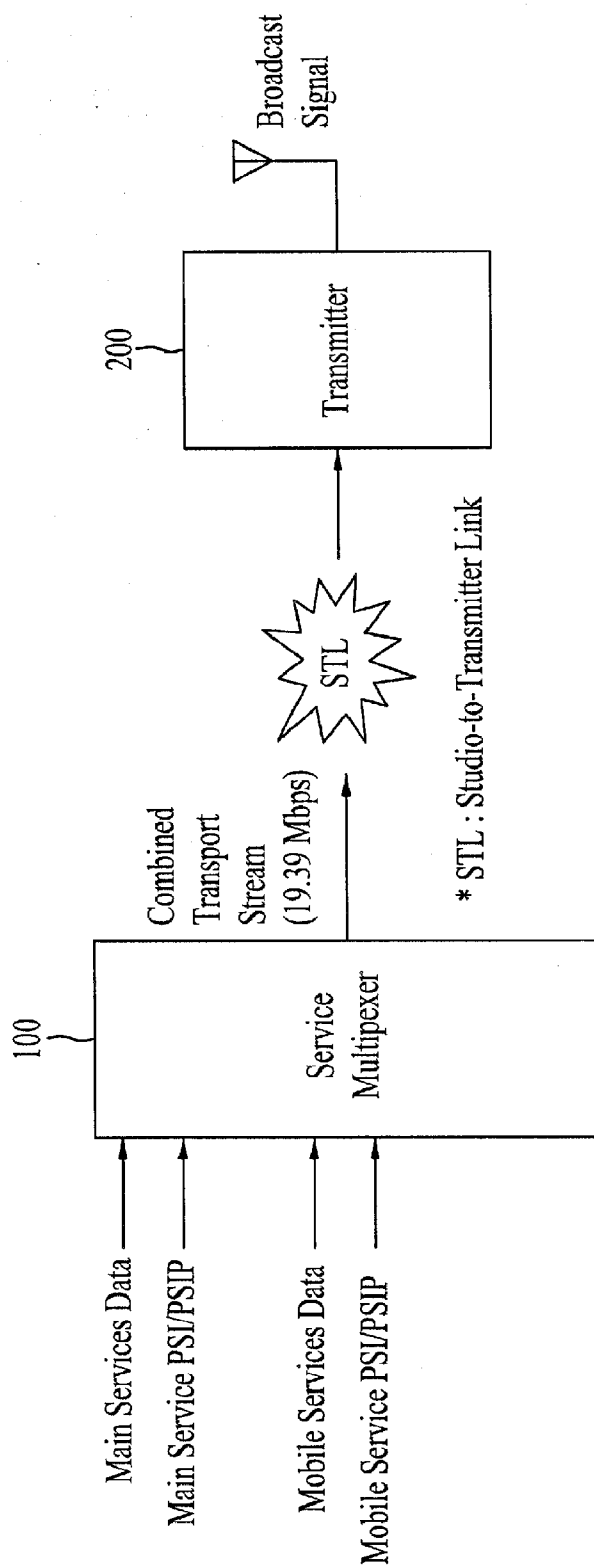 100
Main Services Data
Main Service PSI/PSIP
Mobile Services Data
Mobile Service PSI/PSIP
Service
Multipexer
Combined
Transport
Stream
(19.39 Mbps)
STL
* STL : Studio-to-Transmitter Link
200
Transmitter
Broadcast
Signal